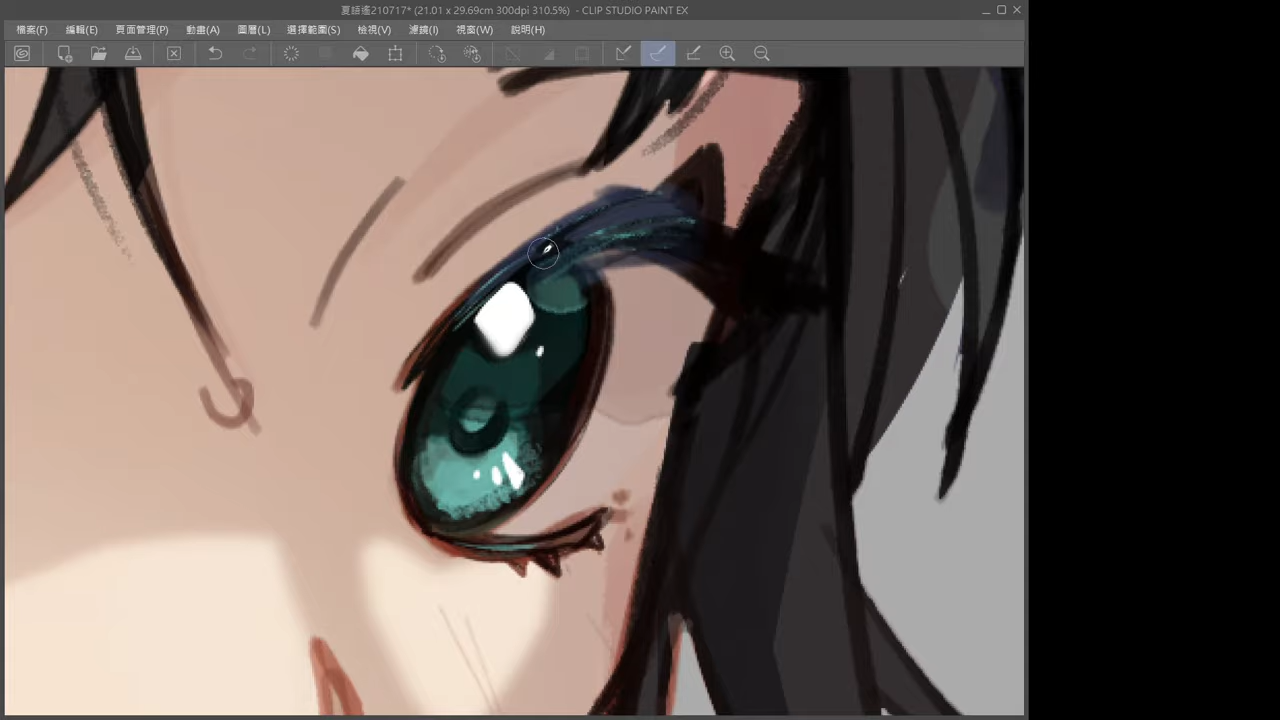 夏語遙210717* (21.01 x 29.69cm 300dpi 310.5%) - CLIP STUDIO PAINT EX
檔案(F) 編輯(E) 頁面管理(P) 動畫(A) 圖層(L) 選擇範圍(S) 檢視(V) 濾鏡(I) 視窗(W) 說明(H)